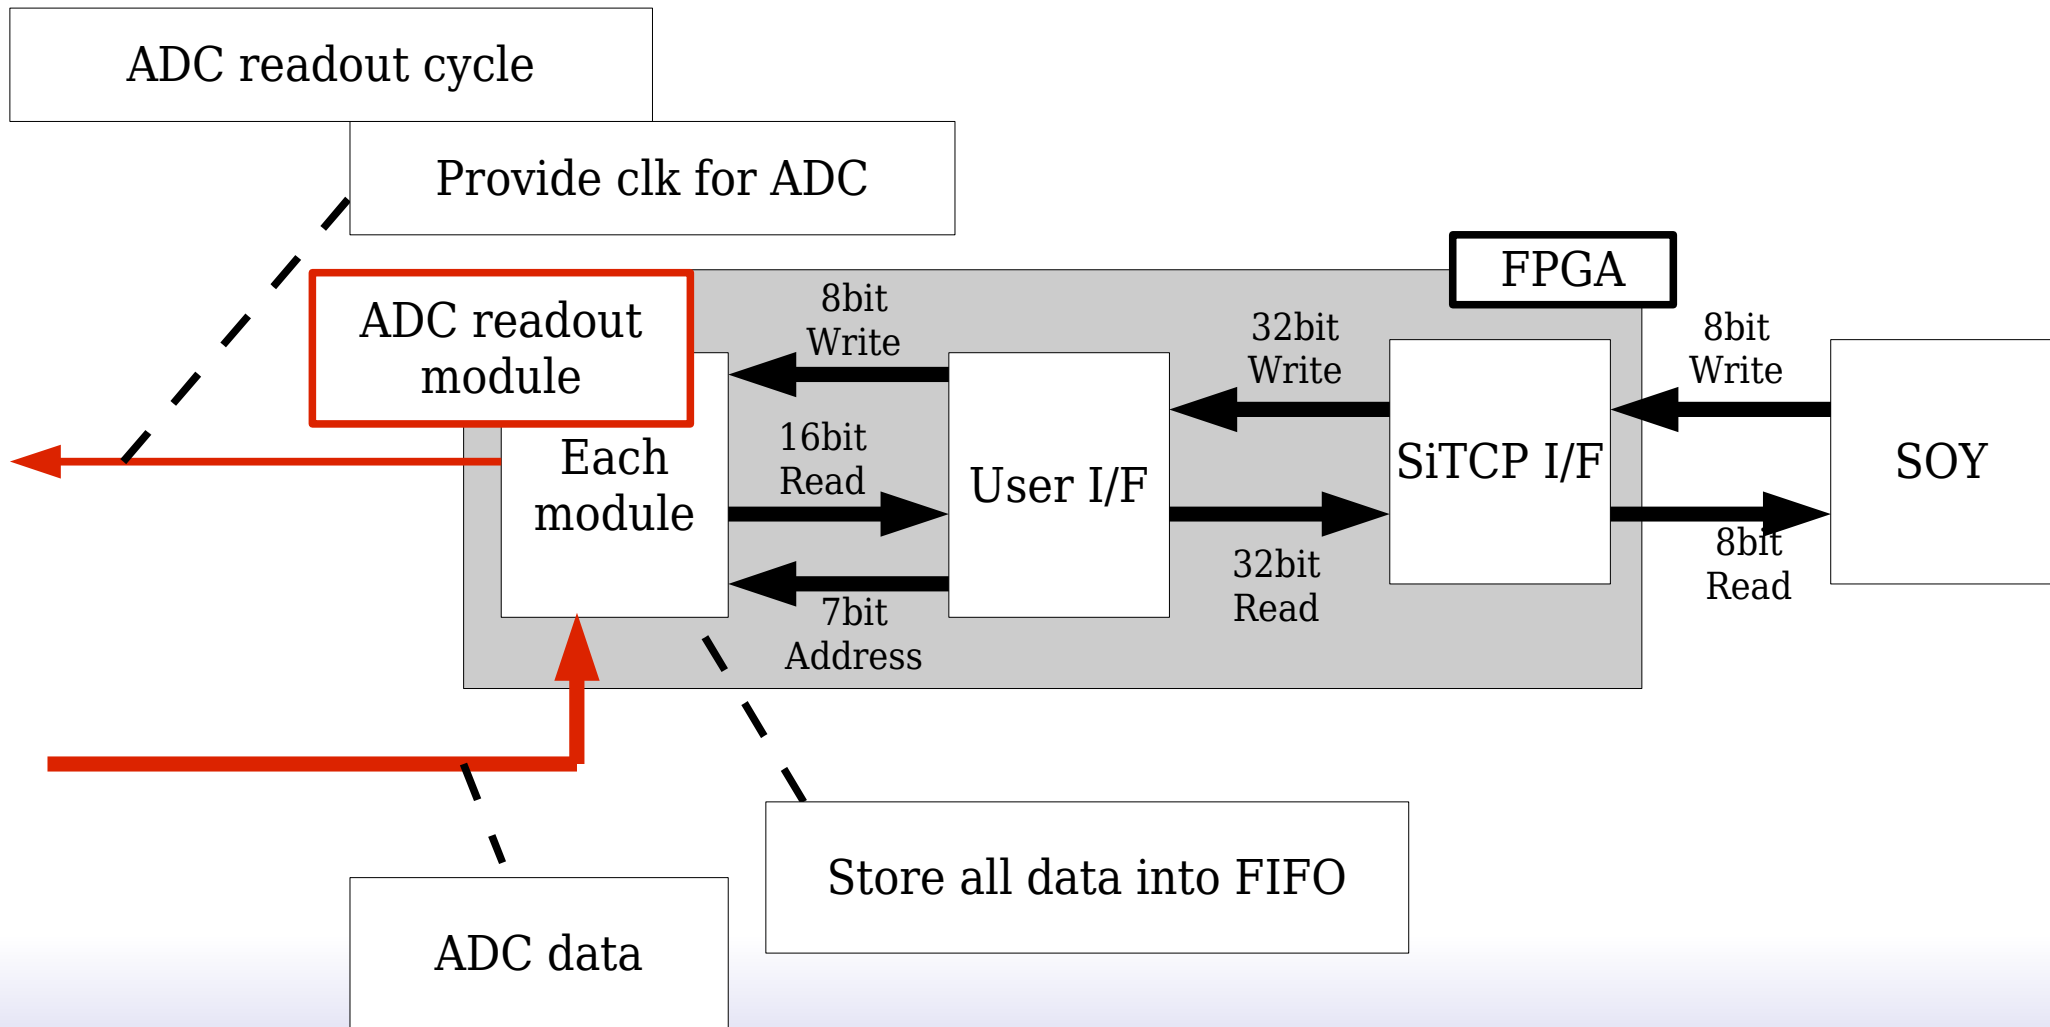 ADC readout cycle
Provide clk for ADC
FPGA
ADC readout
module
8bit
Write
32bit
Write
8bit
Write
16bit
Read
Each
module
User I/F
SiTCP I/F
SOY
8bit
Read
32bit
Read
7bit
Address
Store all data into FIFO
ADC data